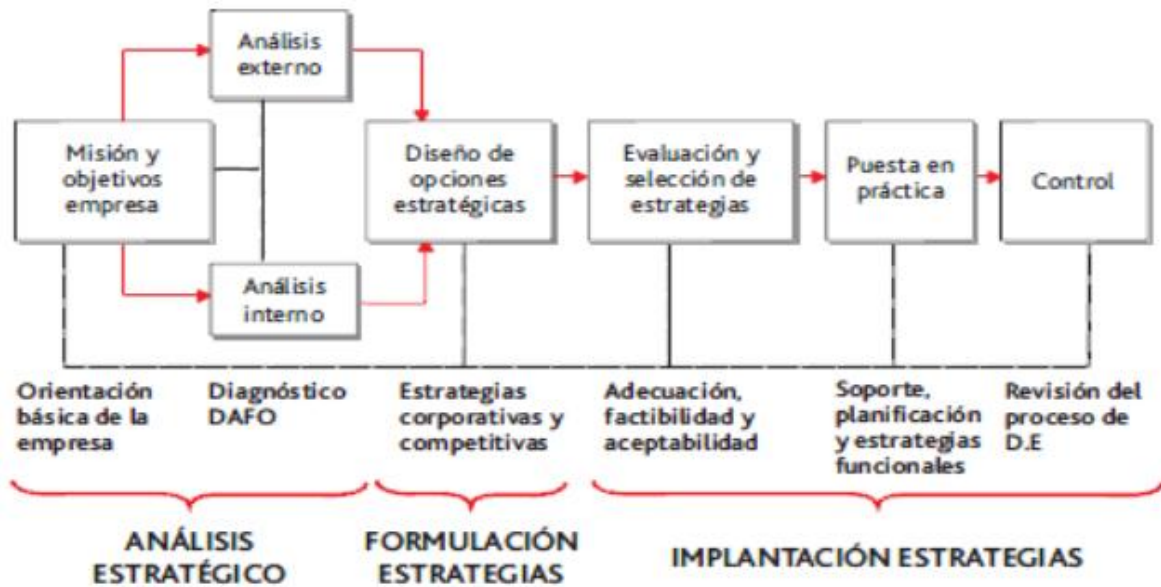 Análisis
externo
Misión y
objetivos
empresa
Análisis
interno
Diseño de
opciones
estratégicas
Evaluación y
selección de
estrategias
Puesta en
práctica
Control
Orientación
básica de la
empresa
Diagnóstico
DAFO
Estrategias
corporativas y
competitivas
Adecuación,
factibilidad y
aceptabilidad
Soporte,
planificación
y estrategias
funcionales
Revisión del
proceso de
D.E
ANÁLISIS
ESTRATÉGICO
FORMULACIÓN
ESTRATEGIAS
IMPLANTACIÓN ESTRATEGIAS